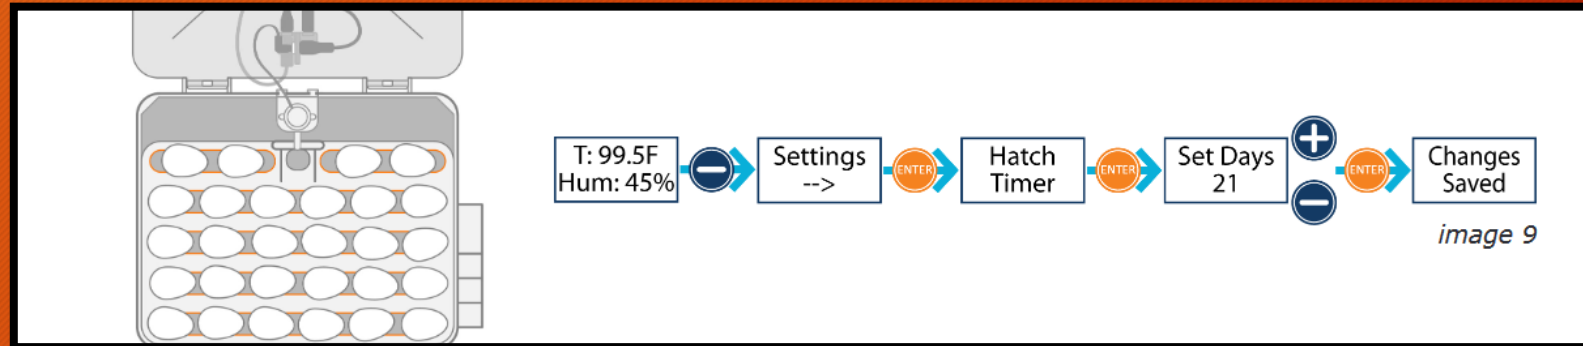 T: 99.5F
Hum: 45%
Settings
-->
ENTER
Hatch
Timer
ENTER
Set Days
21
ENTER
Changes
Saved
image 9